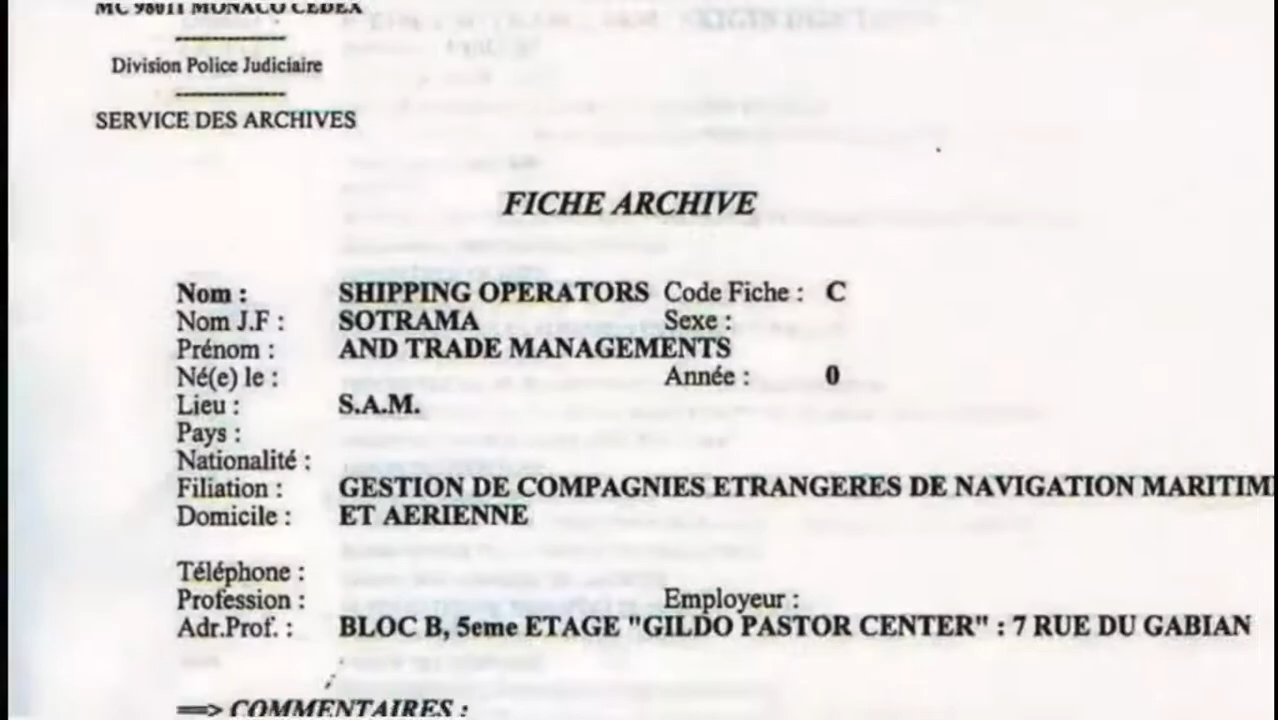 MC 98011 MONACO CEDEX
Division Police Judiciaire
SERVICE DES ARCHIVES
FICHE ARCHIVE
Nom : SHIPPING OPERATORS Code Fiche : C
Nom J.F : SOTRAMA Sexe :
Prénom : AND TRADE MANAGEMENTS
Né(e) le : Année : 0
Lieu : S.A.M.
Pays :
Nationalité :
Filiation : GESTION DE COMPAGNIES ETRANGERES DE NAVIGATION MARITIM
Domicile : ET AERIENNE
Téléphone :
Profession : Employeur :
Adr.Prof. : BLOC B, 5eme ETAGE "GILDO PASTOR CENTER" : 7 RUE DU GABIAN
==> COMMENTAIRES :